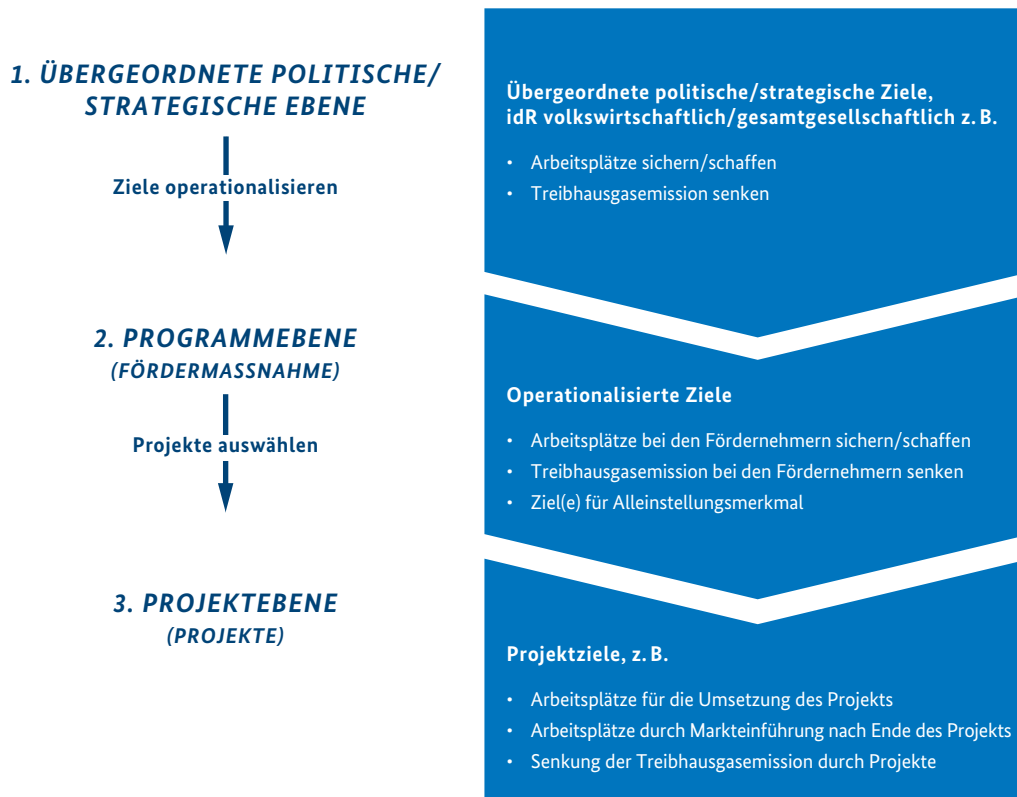 1. ÜBERGEORDNETE POLITISCHE/
STRATEGISCHE EBENE
Ziele operationalisieren
Übergeordnete politische/strategische Ziele,
idR volkswirtschaftlich/gesamtgesellschaftlich z. B.
• Arbeitsplätze sichern/schaffen
• Treibhausgasemission senken
2. PROGRAMMEBENE
(FÖRDERMASSNAHME)
Projekte auswählen
Operationalisierte Ziele
• Arbeitsplätze bei den Fördernehmern sichern/schaffen
• Treibhausgasemission bei den Fördernehmern senken
• Ziel(e) für Alleinstellungsmerkmal
3. PROJEKTEBENE
(PROJEKTE)
Projektziele, z. B.
• Arbeitsplätze für die Umsetzung des Projekts
• Arbeitsplätze durch Markteinführung nach Ende des Projekts
• Senkung der Treibhausgasemission durch Projekte